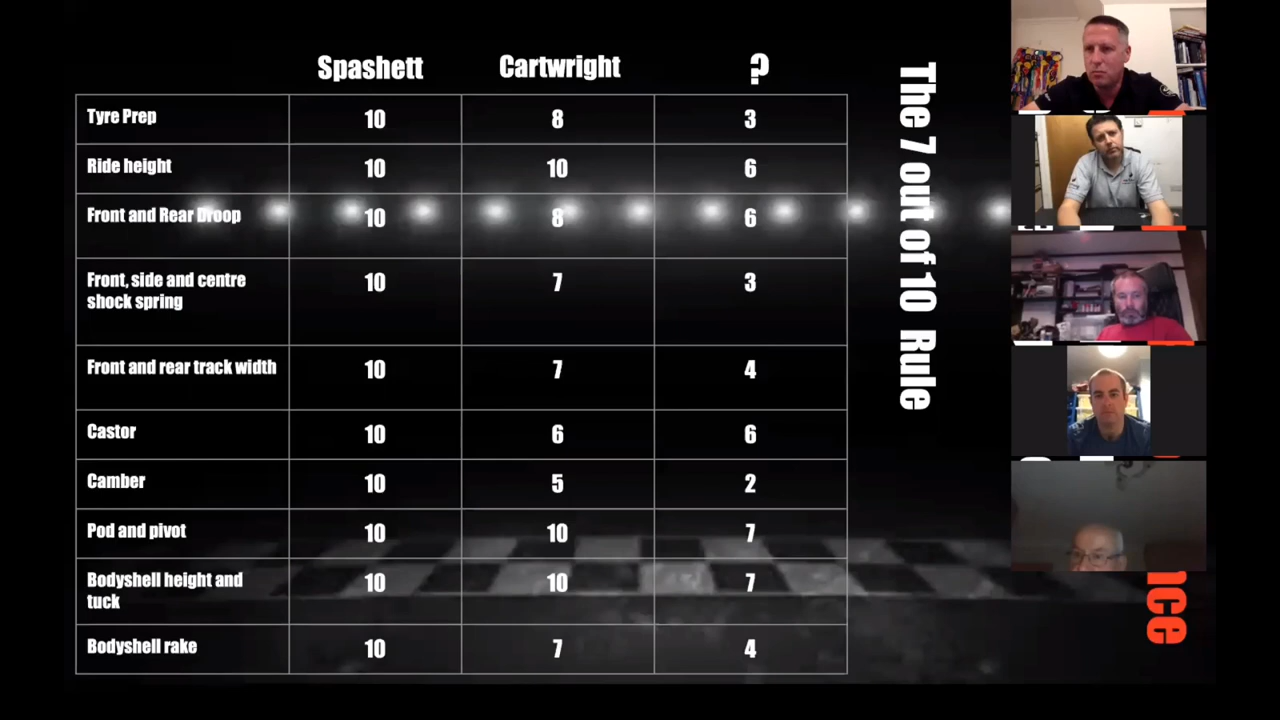 Spashett Cartwright ?
Tyre Prep 10 8 3
Ride height 10 10 6
Front and Rear Droop 10 8 6
Front, side and centre
shock spring 10 7 3
Front and rear track width 10 7 4
Castor 10 6 6
Camber 10 5 2
Pod and pivot 10 10 7
Bodyshell height and
tuck 10 10 7
Bodyshell rake 10 7 4
The 7 out of 10 Rule
nce